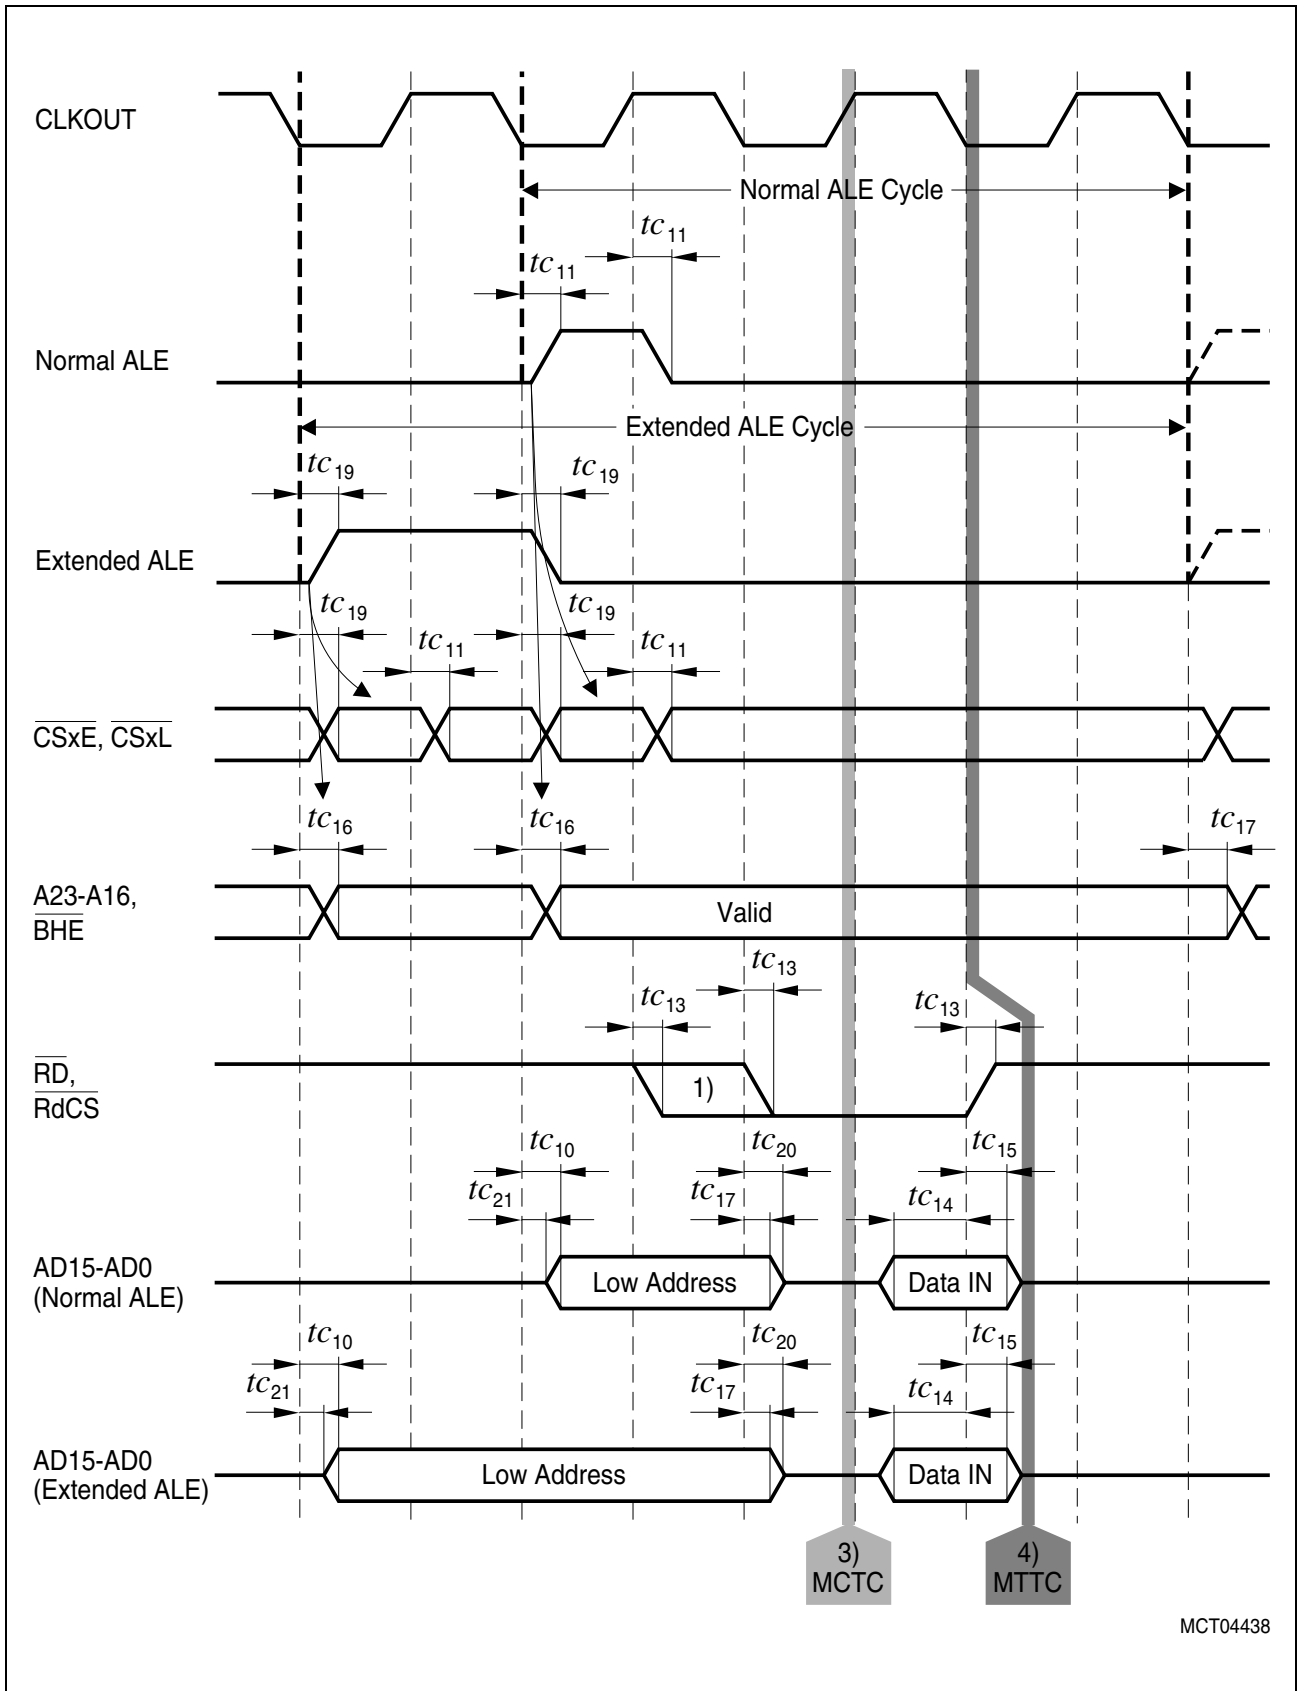 CLKOUT
Normal ALE Cycle
tc11
tc11
Normal ALE
Extended ALE Cycle
tc19
tc19
Extended ALE
tc19
tc19
tc11
tc11
CSxE, CSxL
tc16
tc16
tc17
A23-A16,
BHE
Valid
tc13
tc13
tc13
RD,
RdCS
1)
tc10
tc20
tc15
tc21
tc17
tc14
AD15-AD0
(Normal ALE)
Low Address
Data IN
tc10
tc20
tc15
tc21
tc17
tc14
AD15-AD0
(Extended ALE)
Low Address
Data IN
3)
MCTC
4)
MTTC
MCT04438